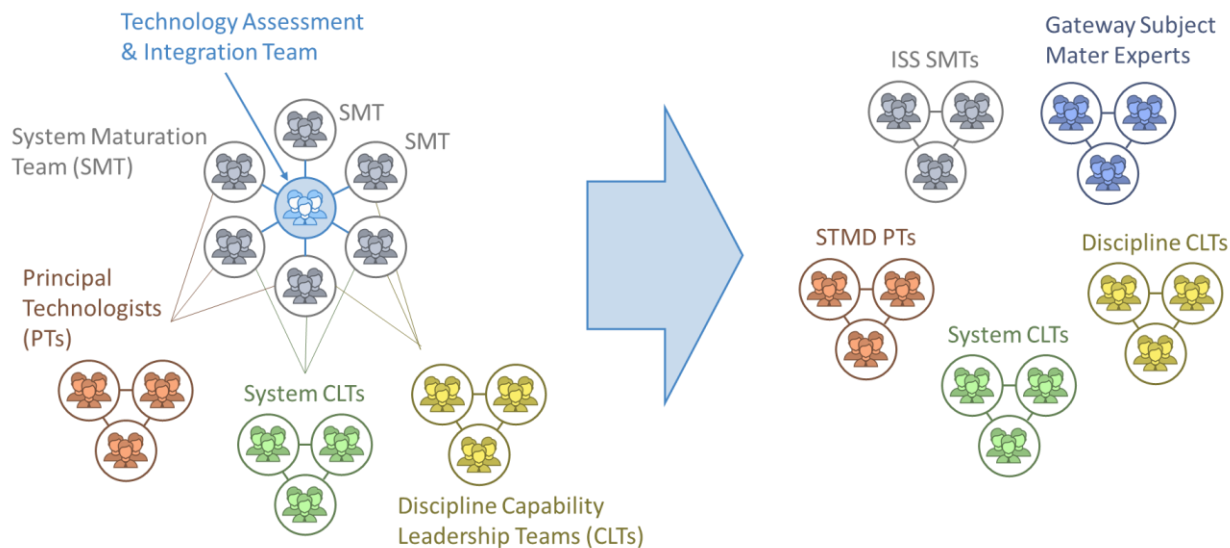 Technology Assessment
& Integration Team
SMT
SMT
System Maturation
Team (SMT)
Principal
Technologists
(PTs)
System CLTs
Discipline Capability
Leadership Teams (CLTs)
ISS SMTs
Gateway Subject
Mater Experts
STMD PTs
Discipline CLTs
System CLTs